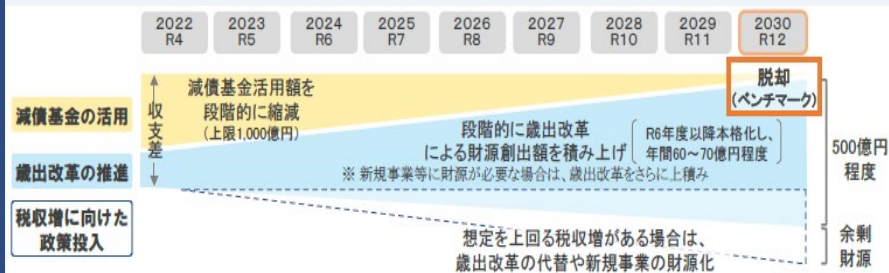 2022 2023 2024 2025 2026 2027 2028 2029 2030
R4 R5 R6 R7 R8 R9 R10 R11 R12
減債基金の活用
歳出改革の推進
税収増に向けた
政策投入
収支差
減債基金活用額を
段階的に縮減
(上限1,000億円)
脱却
(ベンチマーク)
段階的に歳出改革
による財源創出額を積み上げ
R6年度以降本格化し、
年間60～70億円程度
※ 新規事業等に財源が必要な場合は、歳出改革をさらに上積み
500億円
程度
想定を上回る税収増がある場合は、
歳出改革の代替や新規事業の財源化
余剰
財源